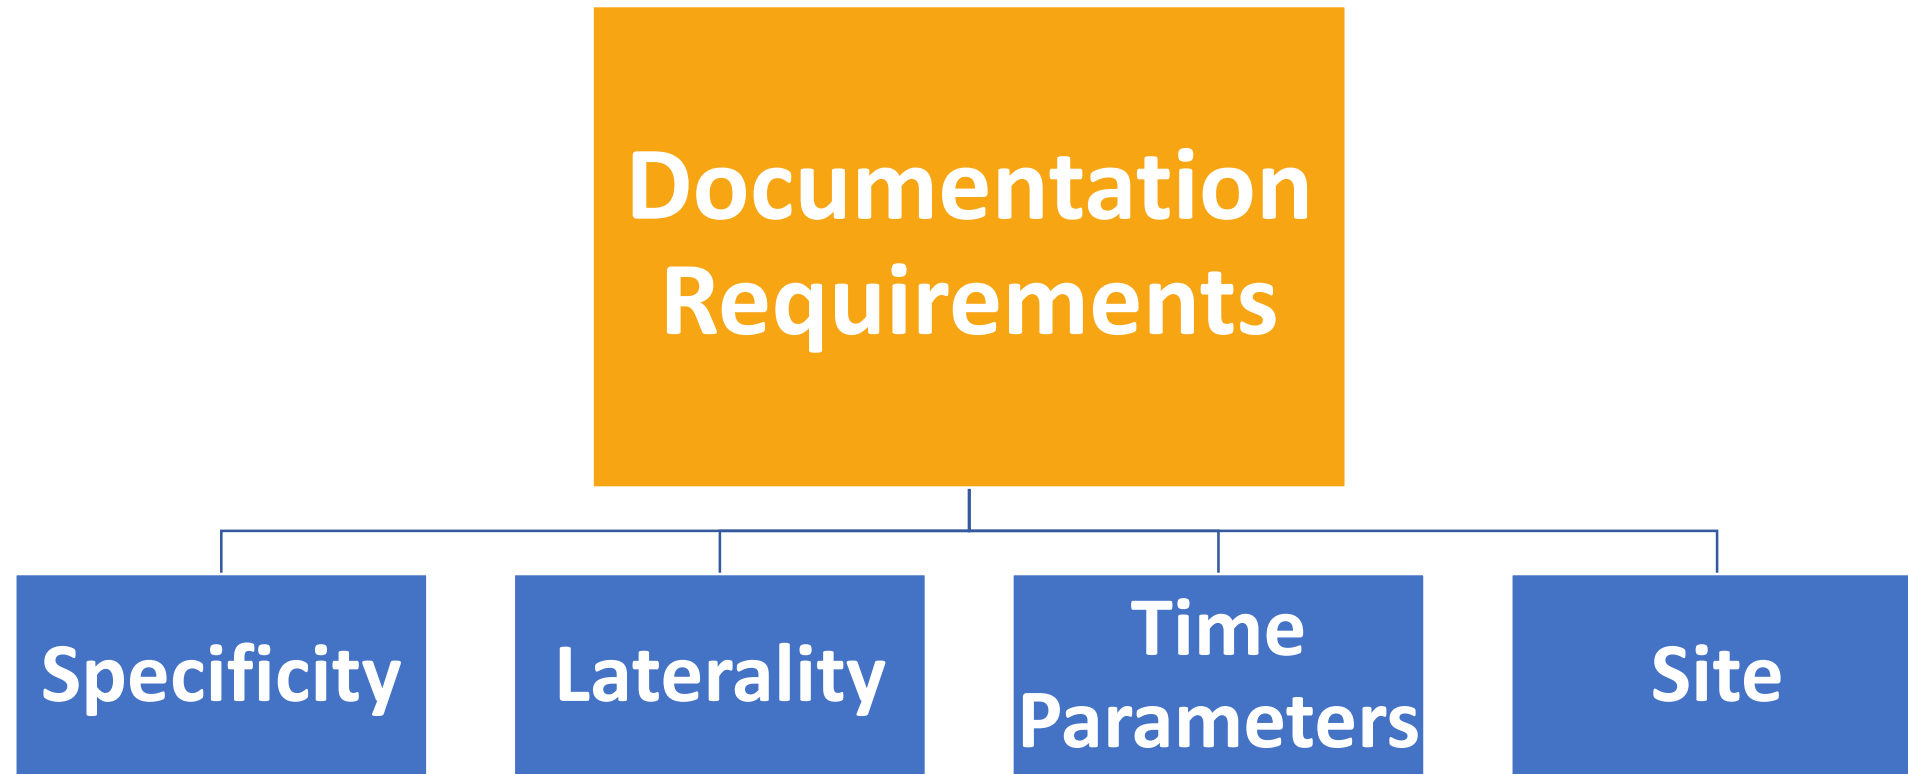 Documentation
Requirements
Specificity
Laterality
Time
Parameters
Site